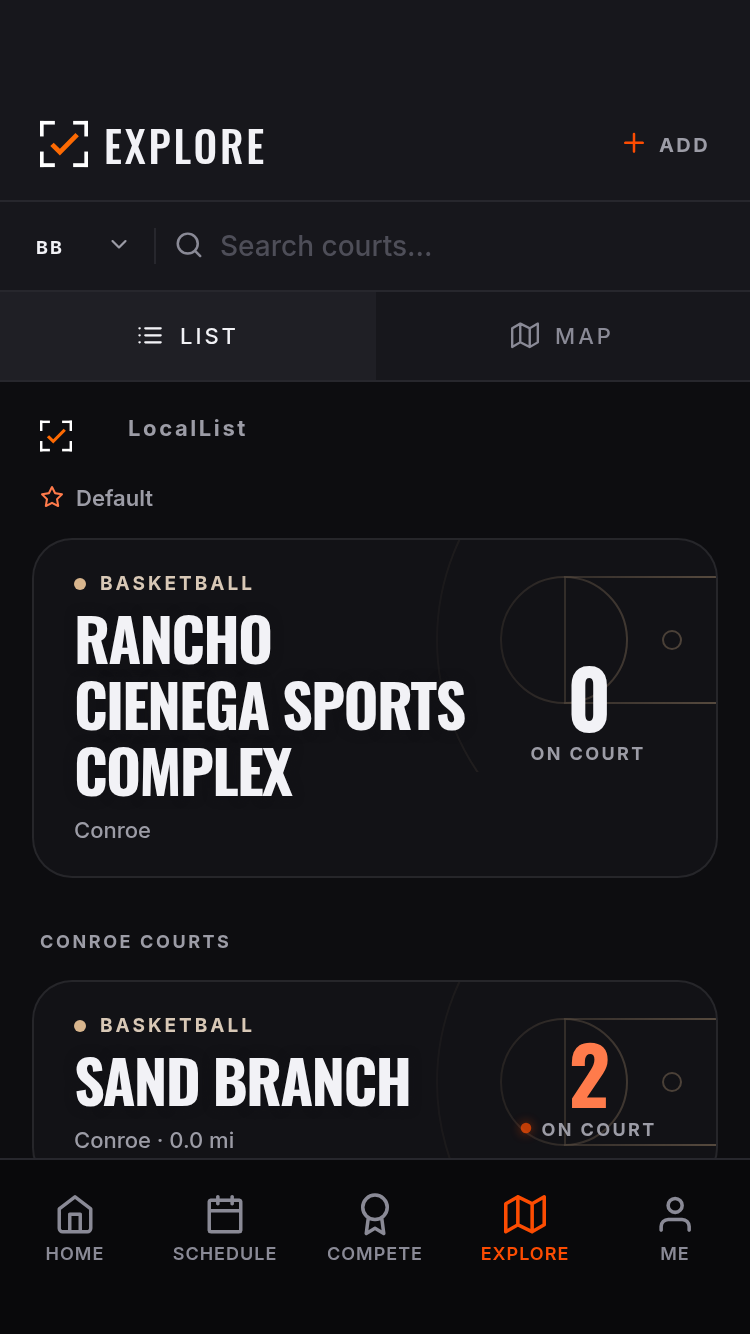 EXPLORE
ADD
BB
Search courts...
LIST
MAP
LocalList
Default
BASKETBALL
RANCHO
CIENEGA SPORTS
COMPLEX
0
ON COURT
Conroe
CONROE COURTS
BASKETBALL
SAND BRANCH
2
ON COURT
Conroe · 0.0 mi
HOME
SCHEDULE
COMPETE
EXPLORE
ME